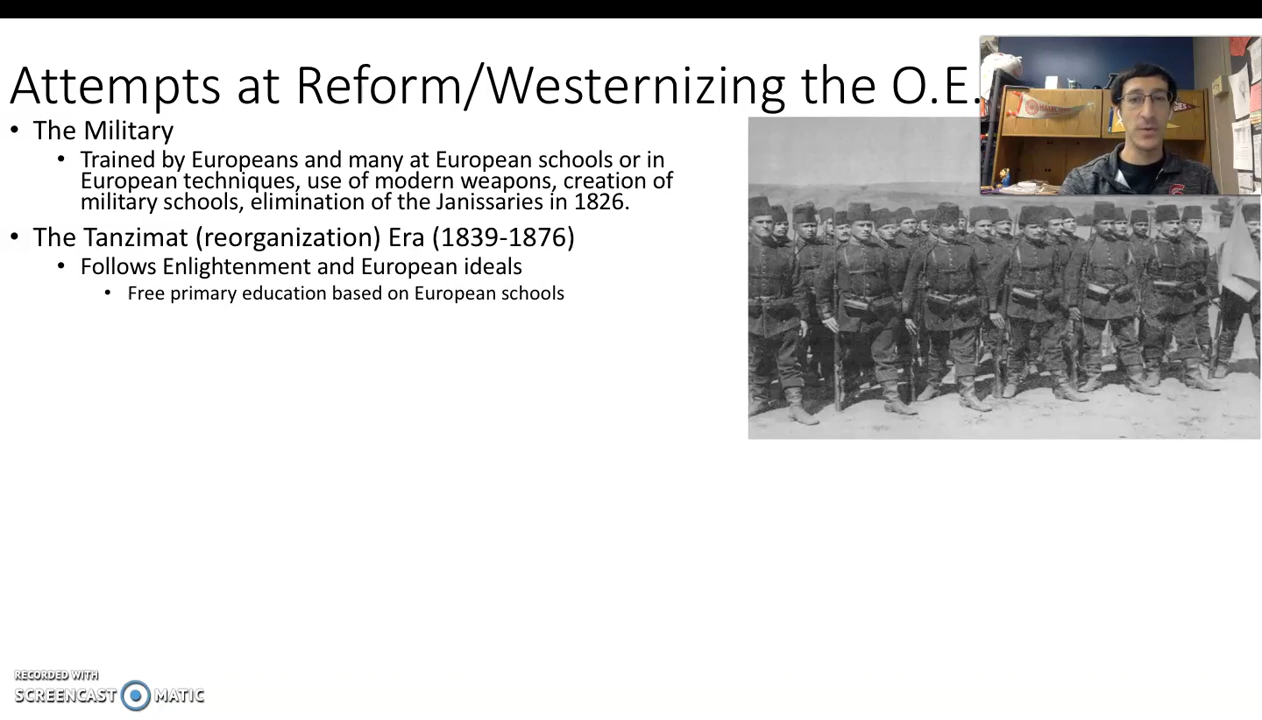 Attempts at Reform/Westernizing the O.E.
• The Military
• Trained by Europeans and many at European schools or in
European techniques, use of modern weapons, creation of
military schools, elimination of the Janissaries in 1826.
• The Tanzimat (reorganization) Era (1839-1876)
• Follows Enlightenment and European ideals
• Free primary education based on European schools
RECORDED WITH
SCREENCAST MATIC